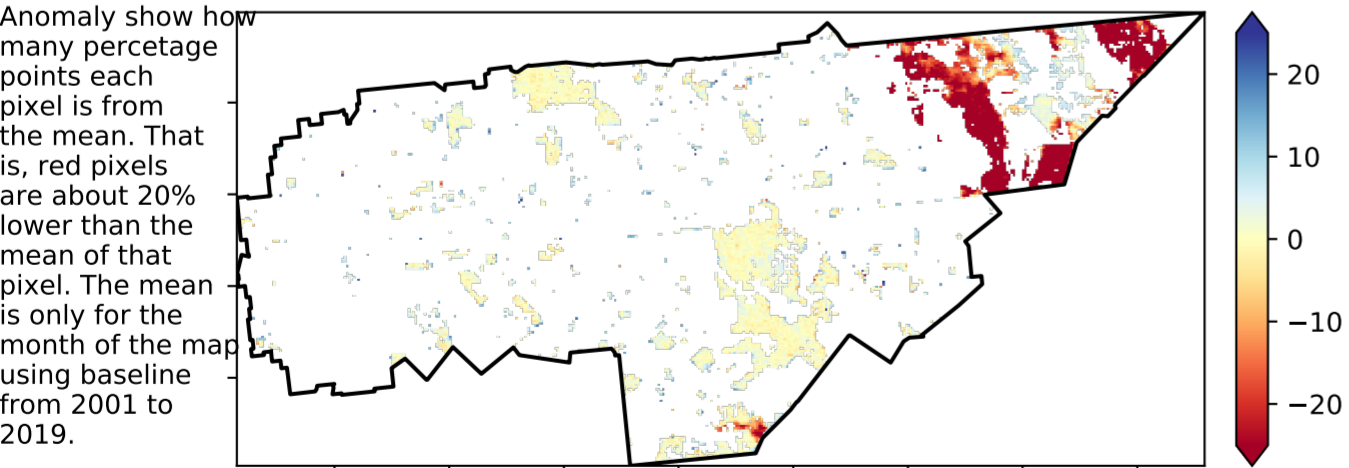 Anomaly show how
many percetage
points each
pixel is from
the mean. That
is, red pixels
are about 20%
lower than the
mean of that
pixel. The mean
is only for the
month of the map
using baseline
from 2001 to
2019.
20
10
0
−10
−20